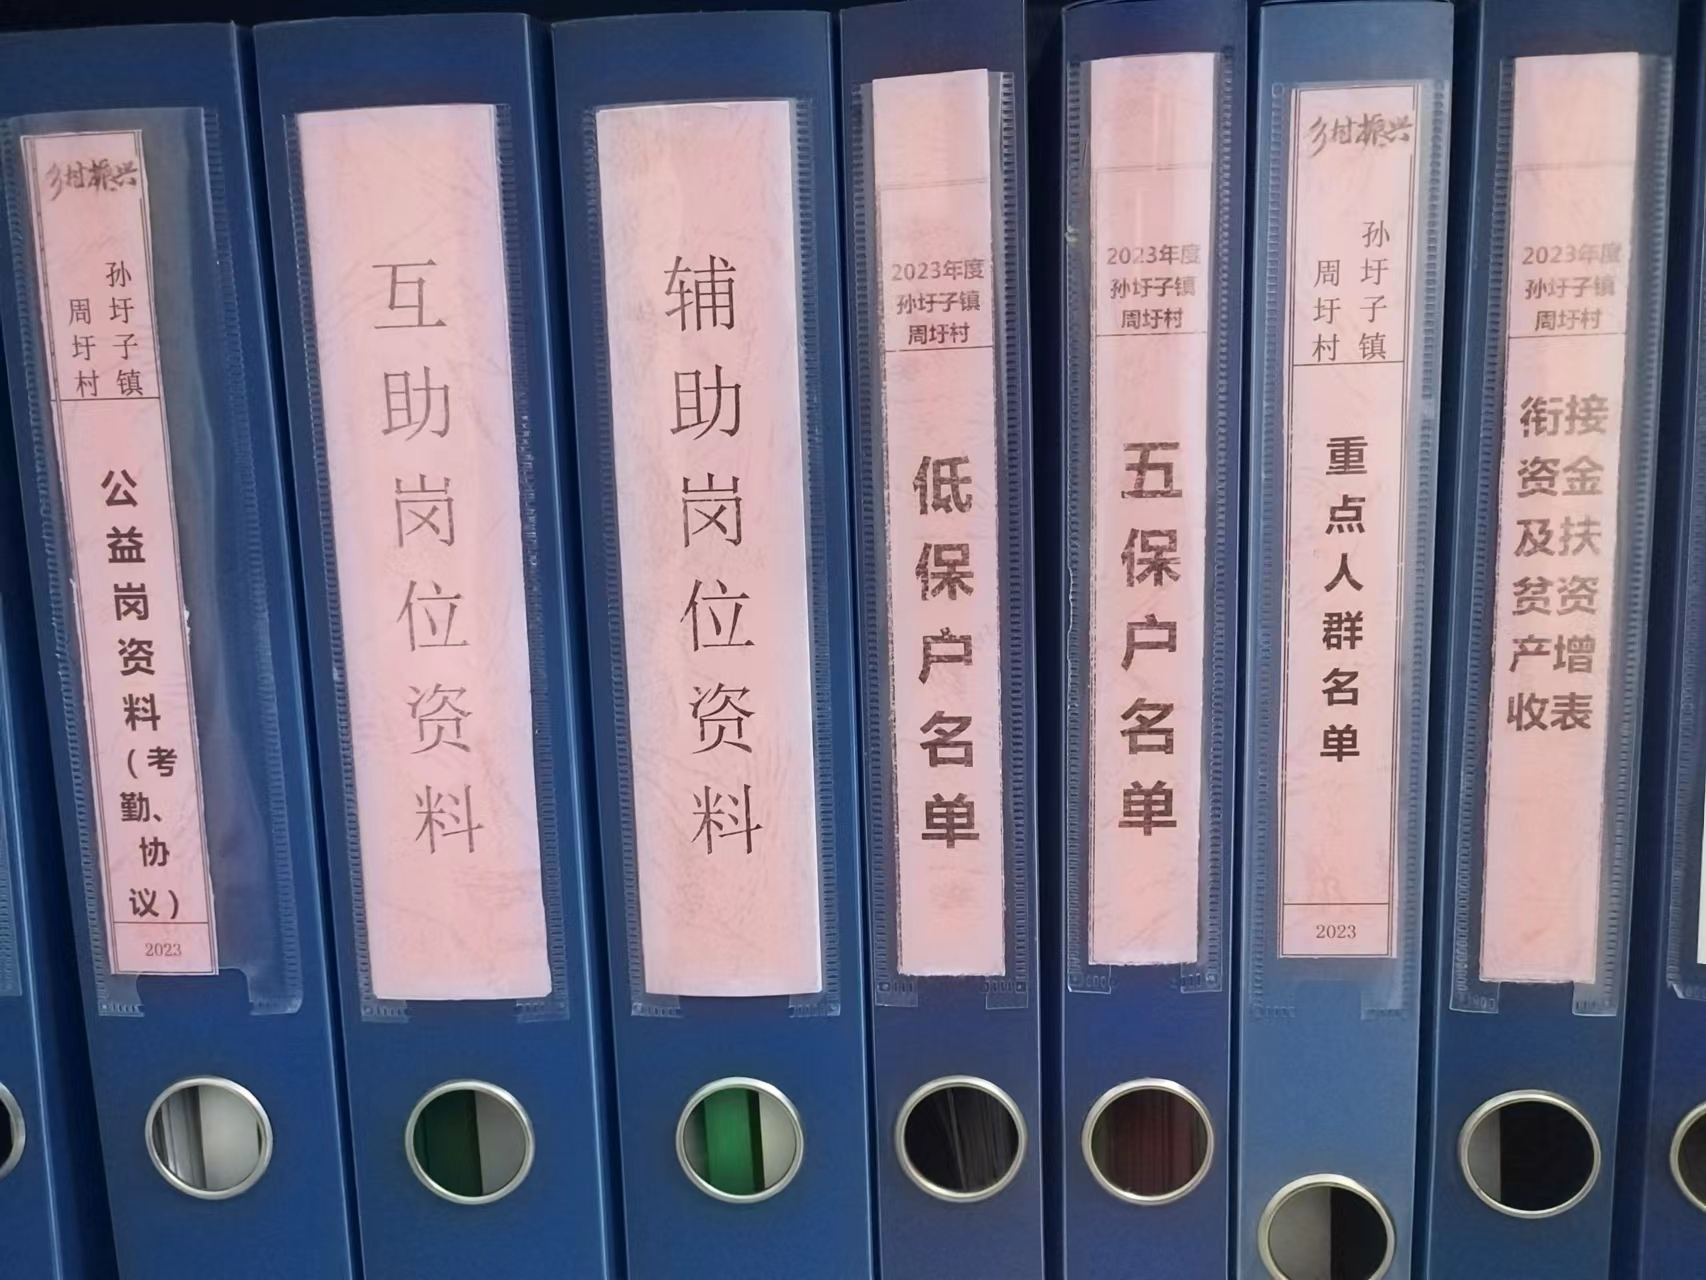 乡村振兴
孙圩子镇
周圩村
公益岗资料(考勤、协议)
2023
互助岗位资料
辅助岗位资料
2023年度
孙圩子镇
周圩村
低保户名单
2023年度
孙圩子镇
周圩村
五保户名单
乡村振兴
孙圩子镇
周圩村
重点人群名单
2023
2023年度
孙圩子镇
周圩村
衔接
资金
及扶
贫资
产增
收表